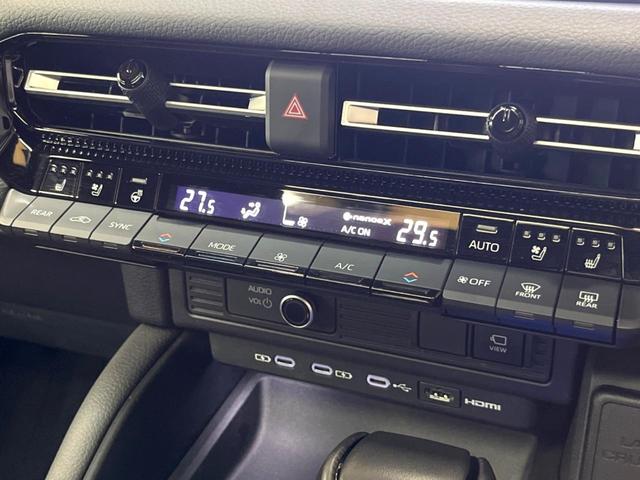 27.5
nanoeX
A/C ON
29.5
AUTO
REAR
SYNC
MODE
A/C
OFF
FRONT
REAR
AUDIO
VOL
VIEW
HDMI